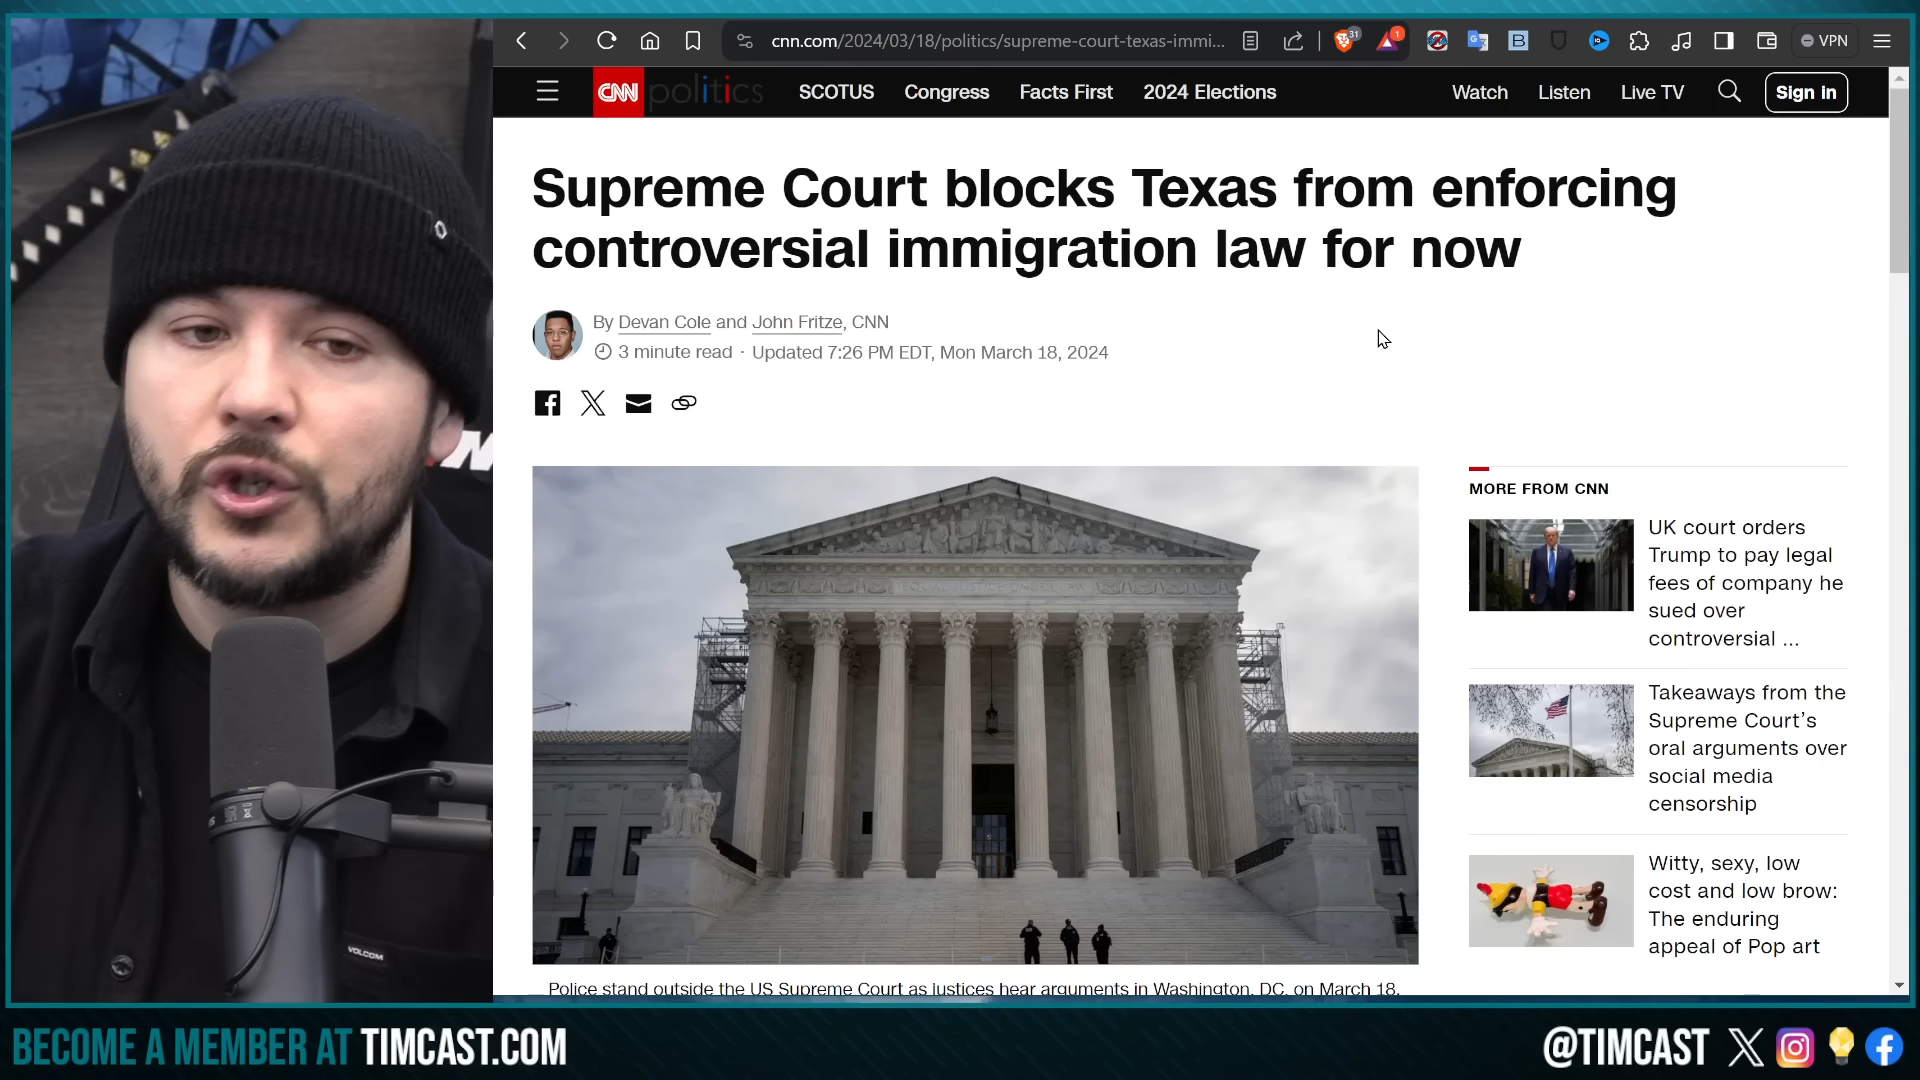 cnn.com/2024/03/18/politics/supreme-court-texas-immi...
31
1
VPN
CNN politics
SCOTUS
Congress
Facts First
2024 Elections
Watch
Listen
Live TV
Sign in
Supreme Court blocks Texas from enforcing
controversial immigration law for now
By Devan Cole and John Fritze, CNN
3 minute read · Updated 7:26 PM EDT, Mon March 18, 2024
MORE FROM CNN
UK court orders
Trump to pay legal
fees of company he
sued over
controversial ...
Takeaways from the
Supreme Court’s
oral arguments over
social media
censorship
Witty, sexy, low
cost and low brow:
The enduring
appeal of Pop art
Police stand outside the US Supreme Court as justices hear arguments in Washington, DC, on March 18,
VOLCOM
BECOME A MEMBER AT TIMCAST.COM
@TIMCAST